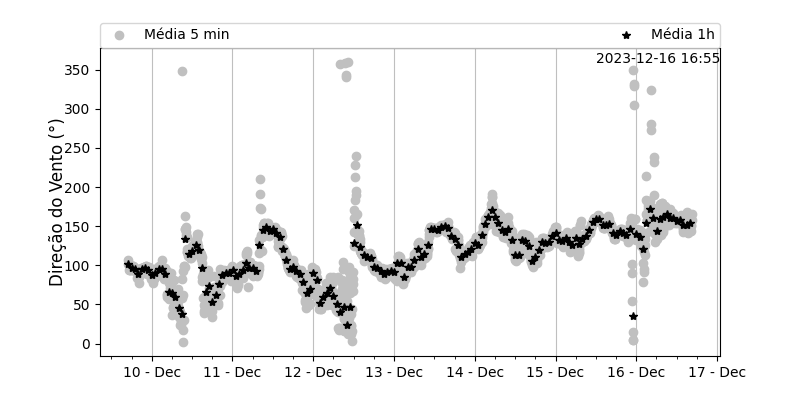 Média 5 min
Média 1h
2023-12-16 16:55
Direção do Vento (°)
350
300
250
200
150
100
50
0
10 - Dec
11 - Dec
12 - Dec
13 - Dec
14 - Dec
15 - Dec
16 - Dec
17 - Dec